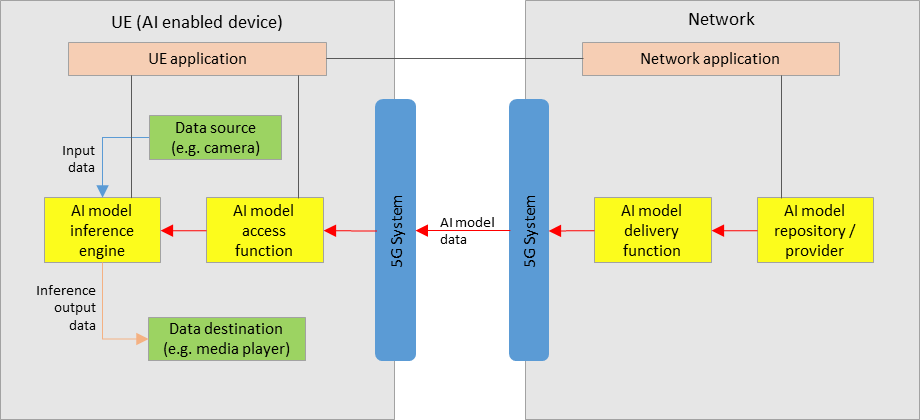 UE (AI enabled device)
Network
UE application
Network application
Data source
(e.g. camera)
Input
data
AI model
inference
engine
AI model
access
function
5G System
AI model
data
5G System
AI model
delivery
function
AI model
repository /
provider
Inference
output
data
Data destination
(e.g. media player)